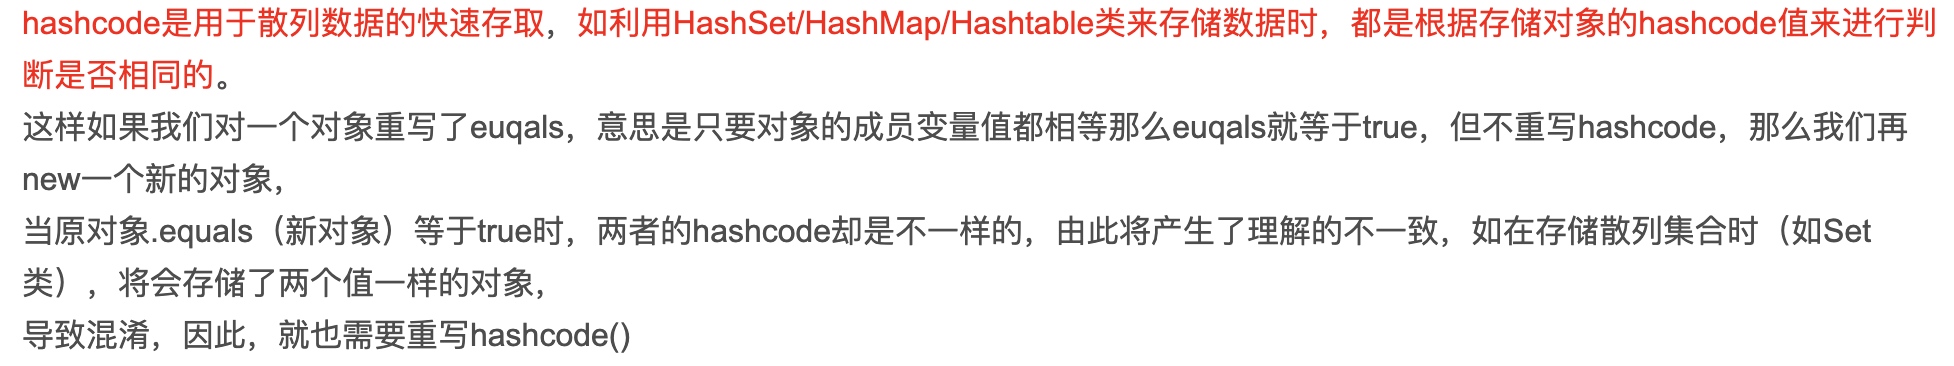 hashcode是用于散列数据的快速存取，如利用HashSet/HashMap/Hashtable类来存储数据时，都是根据存储对象的hashcode值来进行判
断是否相同的。
这样如果我们对一个对象重写了euqals，意思是只要对象的成员变量值都相等那么euqals就等于true，但不重写hashcode，那么我们再
new一个新的对象，
当原对象.equals（新对象）等于true时，两者的hashcode却是不一样的，由此将产生了理解的不一致，如在存储散列集合时（如Set
类），将会存储了两个值一样的对象，
导致混淆，因此，就也需要重写hashcode()